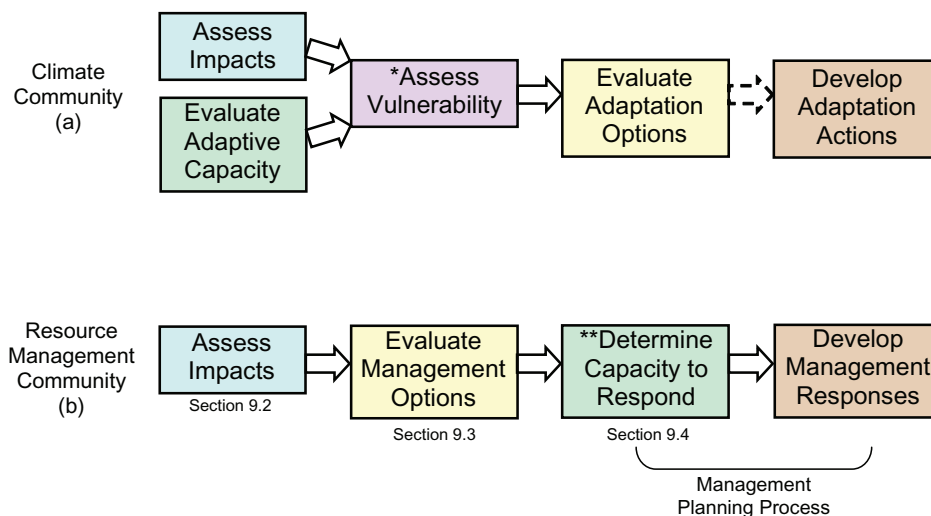 Climate
Community
(a)
Assess
Impacts
Evaluate
Adaptive
Capacity
*Assess
Vulnerability
Evaluate
Adaptation
Options
Develop
Adaptation
Actions
Resource
Management
Community
(b)
Assess
Impacts
Section 9.2
Evaluate
Management
Options
Section 9.3
**Determine
Capacity to
Respond
Section 9.4
Develop
Management
Responses
Management
Planning Process